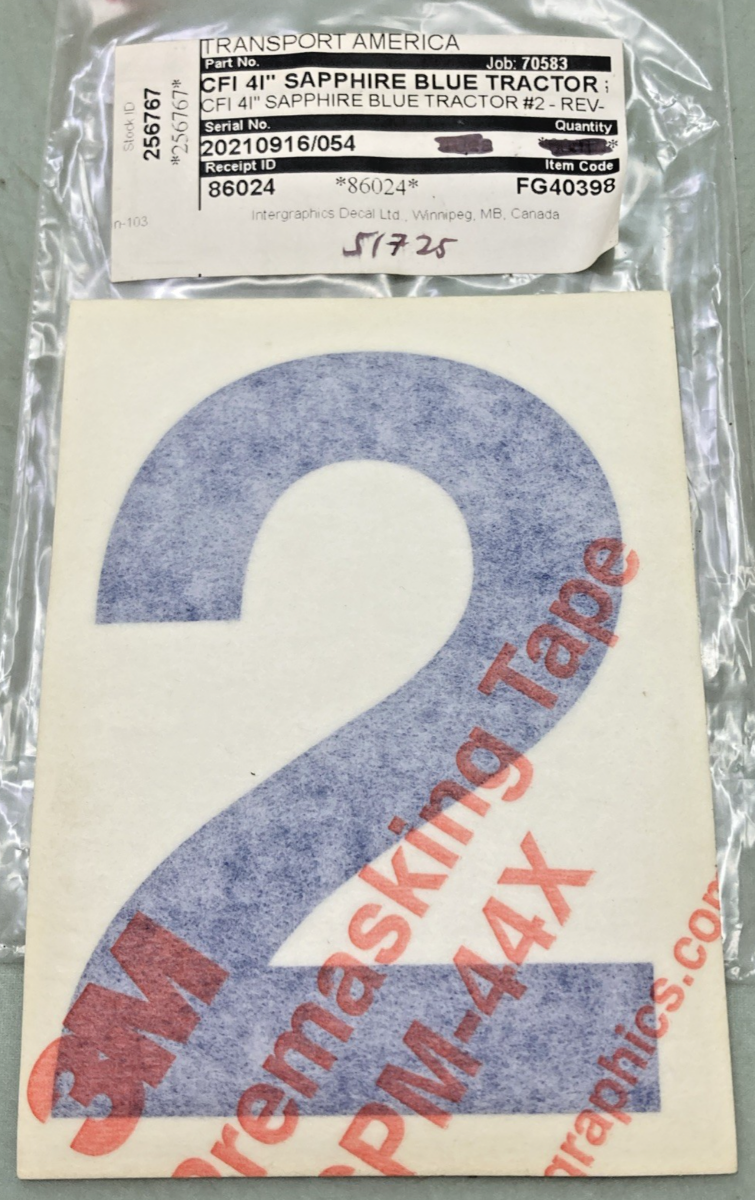 TRANSPORT AMERICA
Part No. Job: 70583
CFI 41" SAPPHIRE BLUE TRACTOR
CFI 41" SAPPHIRE BLUE TRACTOR #2 - REV-
Serial No. Quantity
20210916/054
Receipt ID Item Code
86024 *86024* FG40398
Intergraphics Decal Ltd., Winnipeg, MB, Canada
51725
Stock ID
256767
*256767*
n-103
2
3M
Premasking Tape
SPM-44X
graphics.com